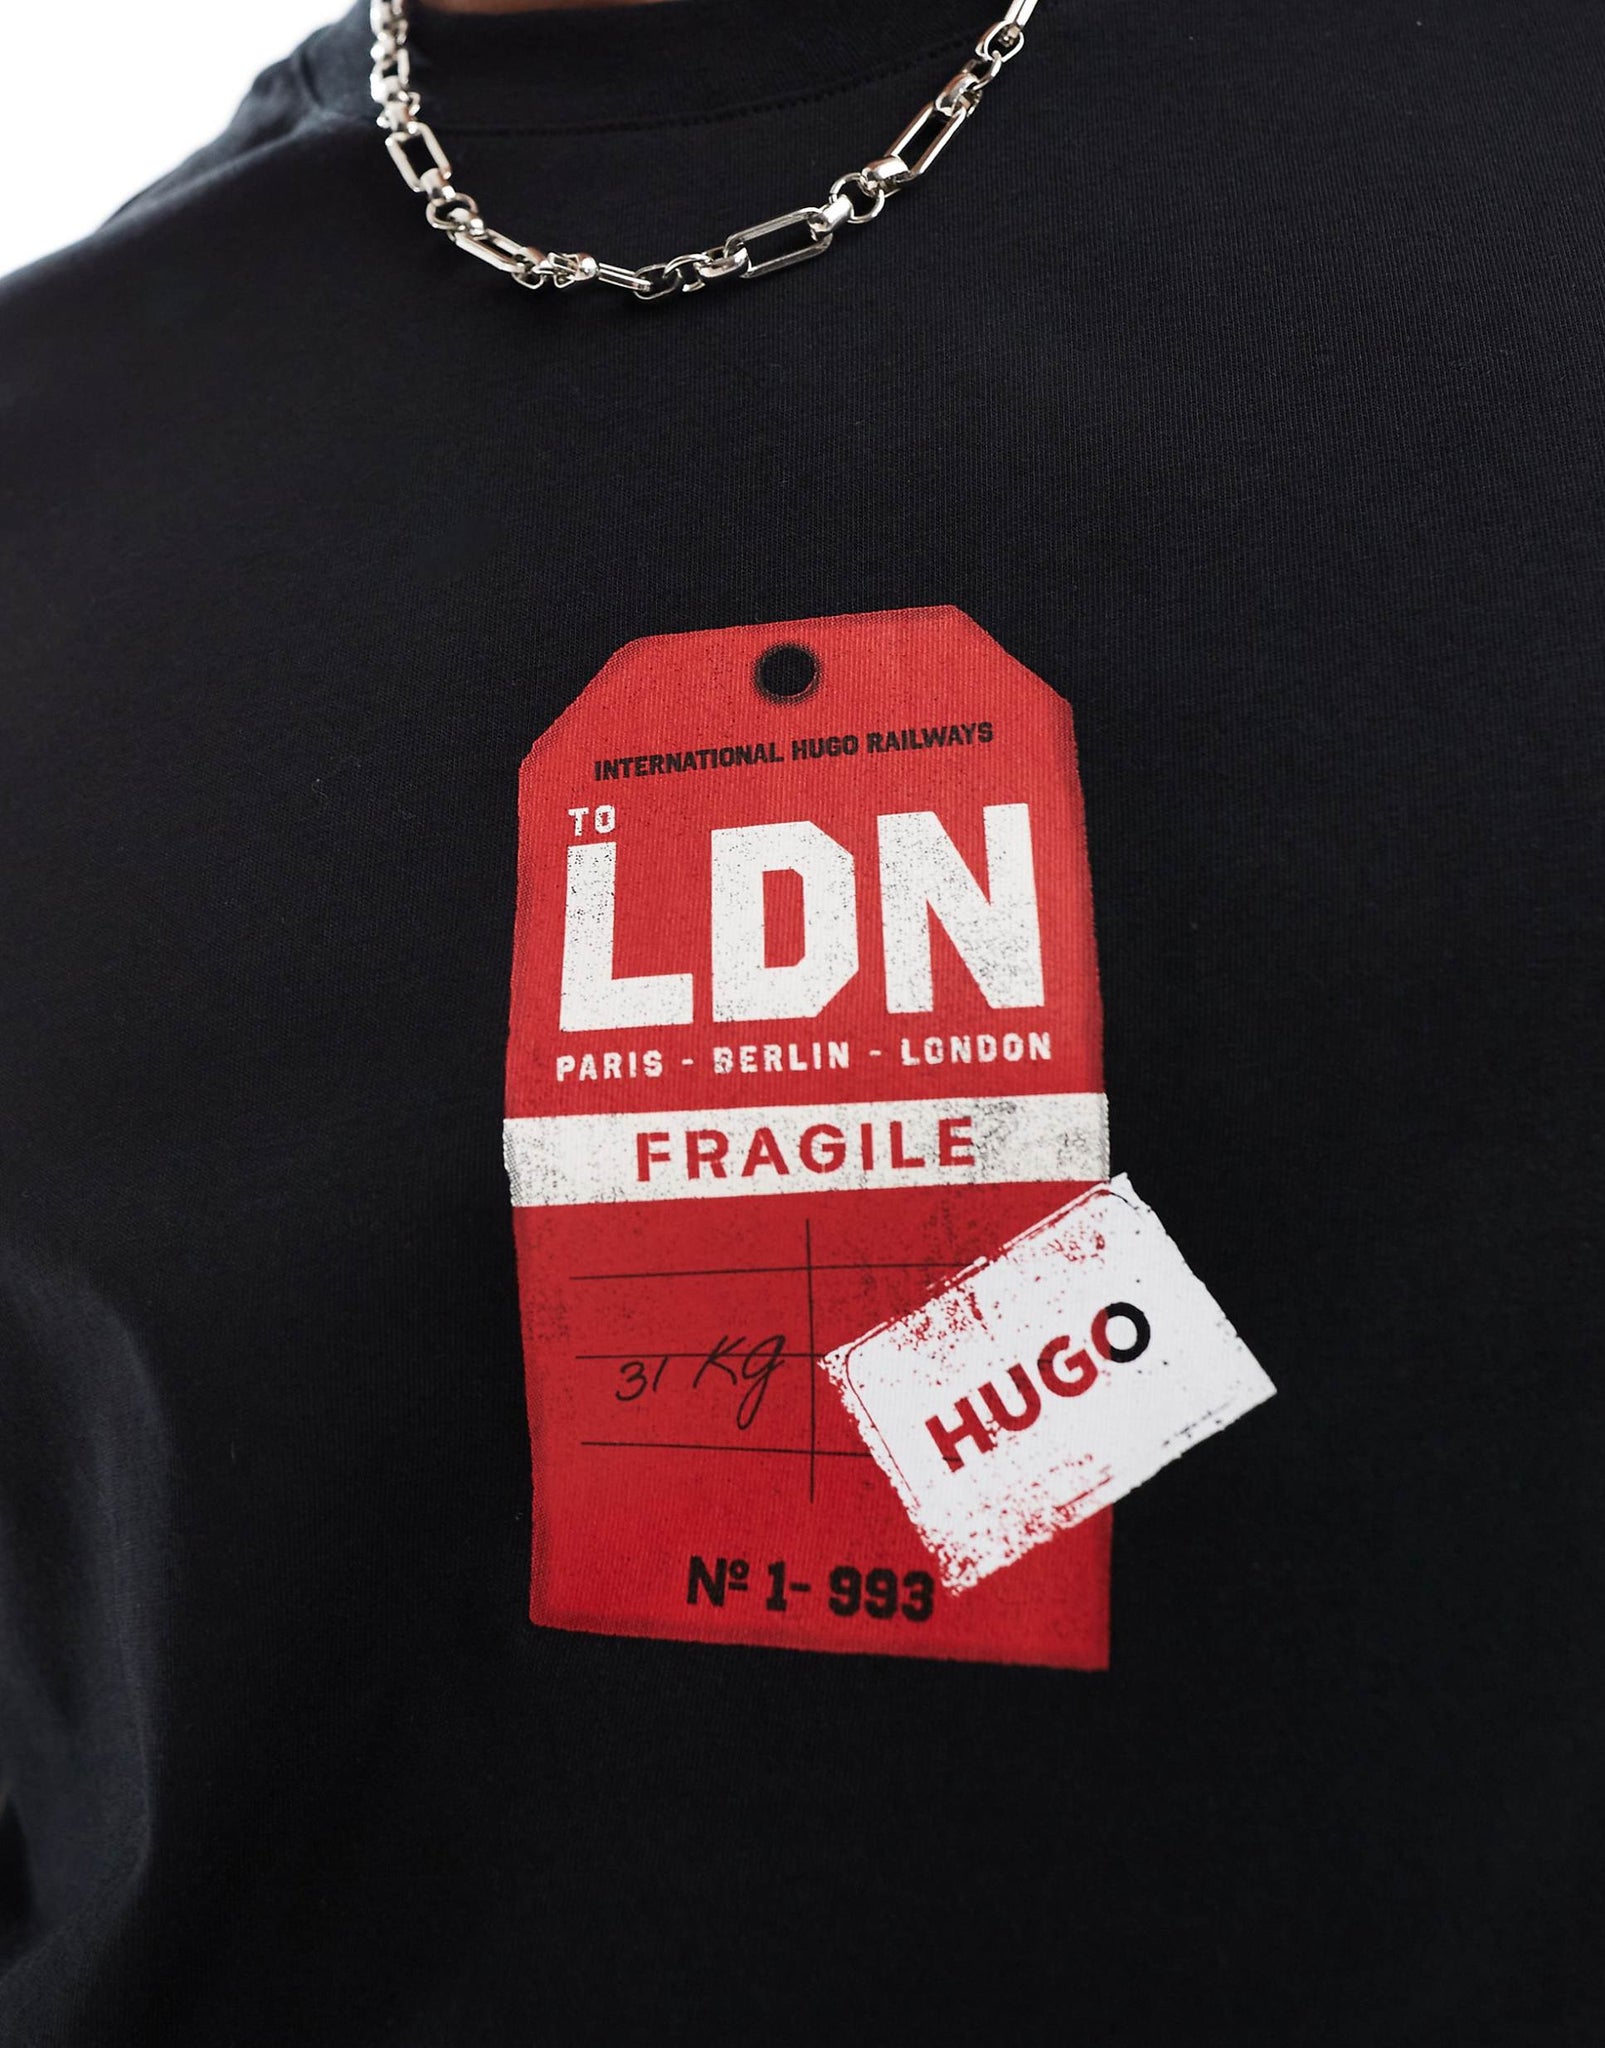 INTERNATIONAL HUGO RAILWAYS
TO
LDN
PARIS - BERLIN - LONDON
FRAGILE
31 Kg
HUGO
Nº 1- 993